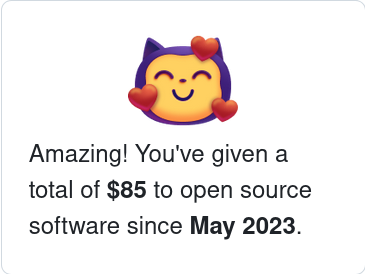 Amazing! You've given a
total of $85 to open source
software since May 2023.